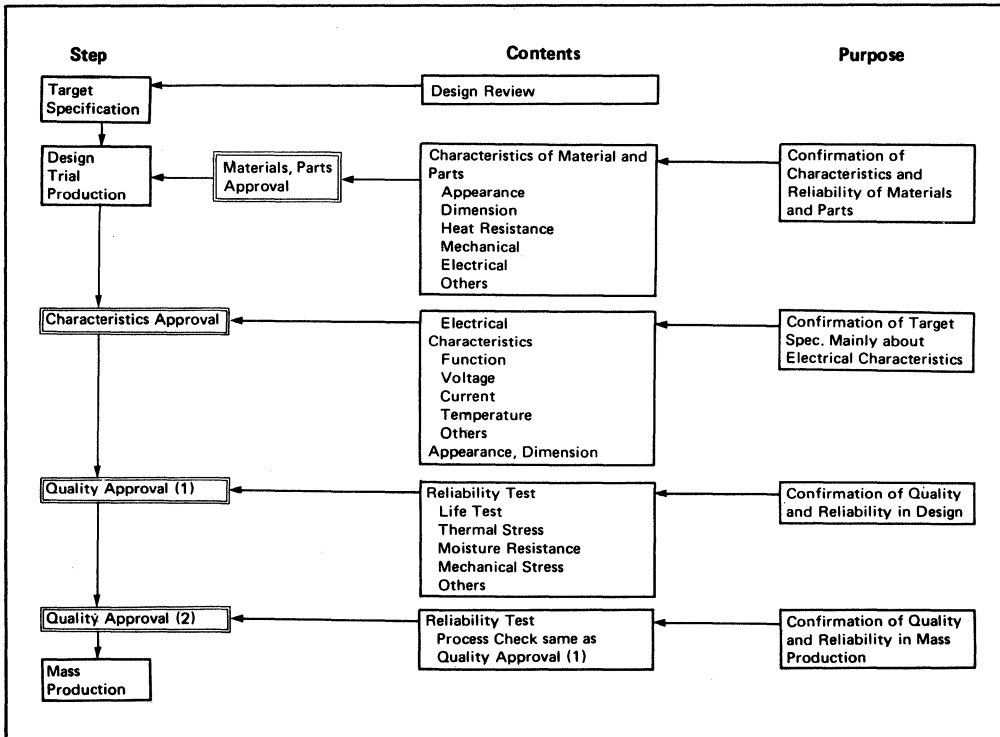 Step
Contents
Purpose
Target
Specification
Design Review
Design
Trial
Production
Materials, Parts
Approval
Characteristics of Material and
Parts
Appearance
Dimension
Heat Resistance
Mechanical
Electrical
Others
Confirmation of
Characteristics and
Reliability of Materials
and Parts
Characteristics Approval
Electrical
Characteristics
Function
Voltage
Current
Temperature
Others
Appearance, Dimension
Confirmation of Target
Spec. Mainly about
Electrical Characteristics
Quality Approval (1)
Reliability Test
Life Test
Thermal Stress
Moisture Resistance
Mechanical Stress
Others
Confirmation of Quality
and Reliability in Design
Quality Approval (2)
Reliability Test
Process Check same as
Quality Approval (1)
Confirmation of Quality
and Reliability in Mass
Production
Mass
Production